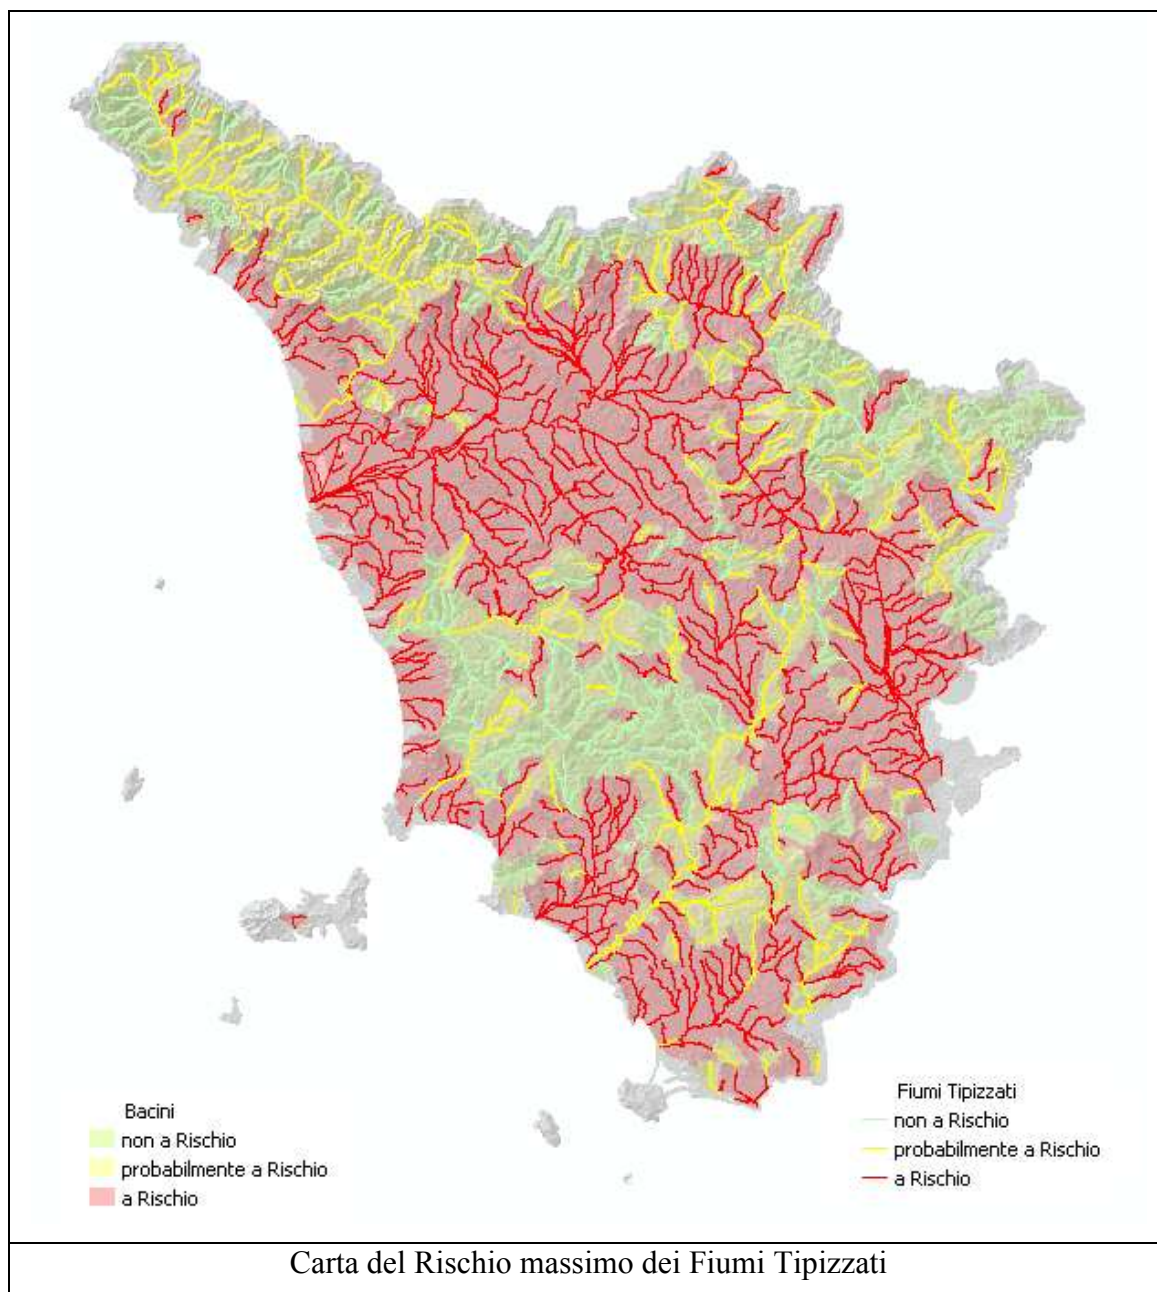 Bacini
non a Rischio
probabilmente a Rischio
a Rischio
Fiumi Tipizzati
non a Rischio
probabilmente a Rischio
a Rischio
Carta del Rischio massimo dei Fiumi Tipizzati